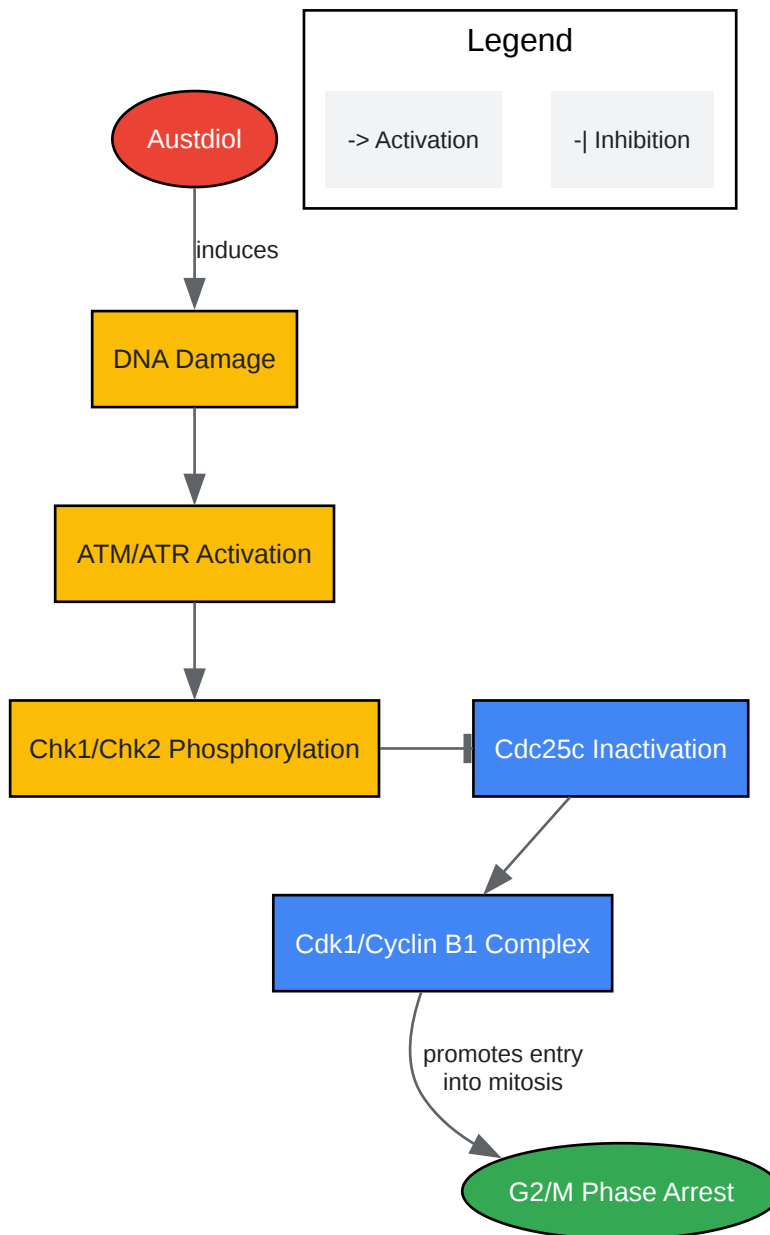 Legend
-> Activation
-| Inhibition
Austdiol
induces
DNA Damage
ATM/ATR Activation
Chk1/Chk2 Phosphorylation
Cdc25c Inactivation
Cdk1/Cyclin B1 Complex
promotes entry
into mitosis
G2/M Phase Arrest